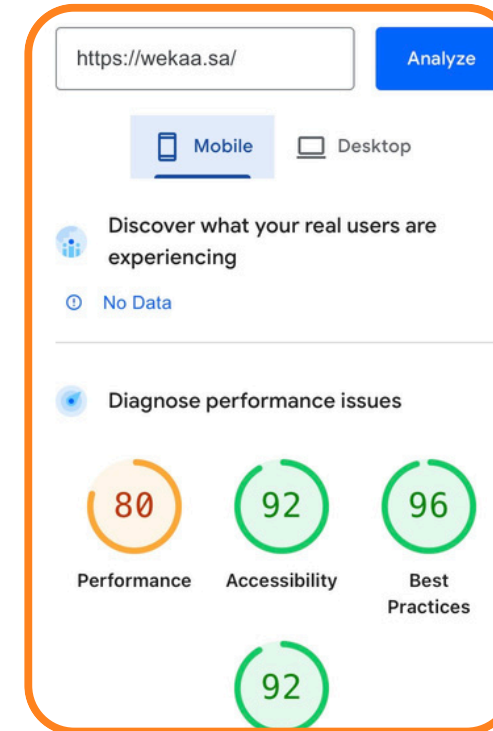 https://wekaa.sa/
Analyze
Mobile
Desktop
Discover what your real users are
experiencing
No Data
Diagnose performance issues
80
92
96
Performance
Accessibility
Best
Practices
92